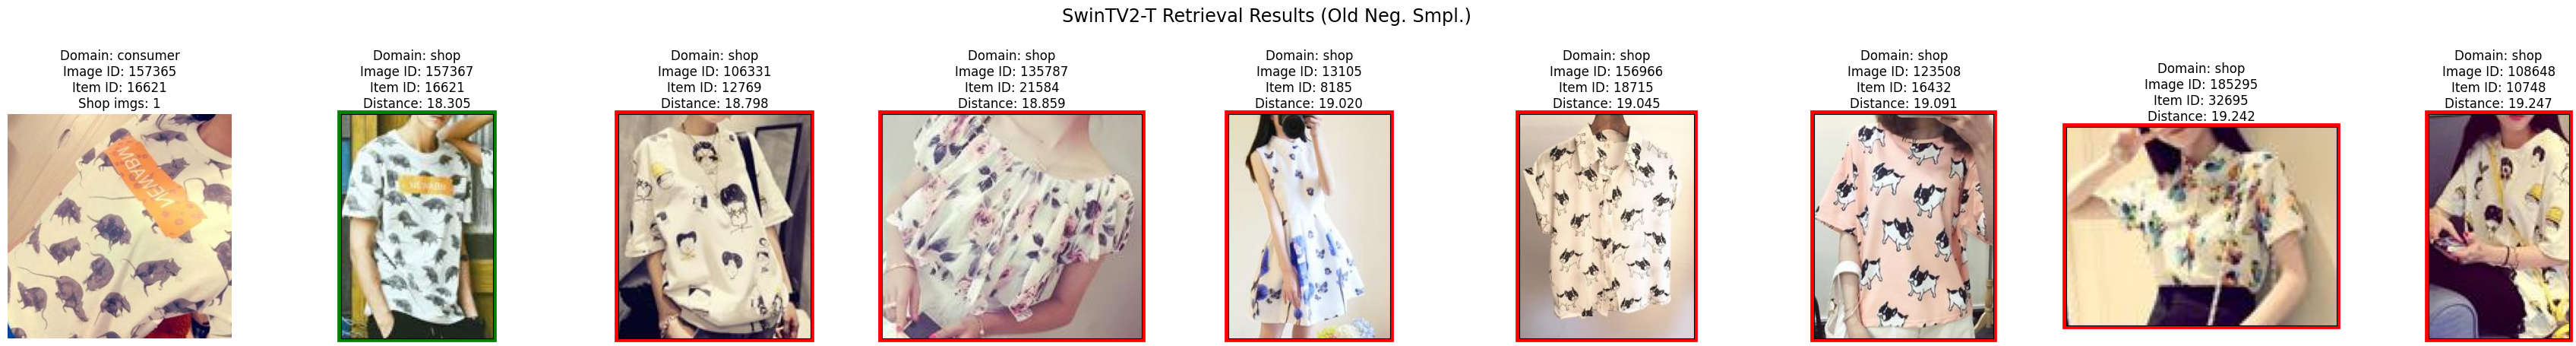 SwinTV2-T Retrieval Results (Old Neg. Smpl.)
Domain: consumer
Image ID: 157365
Item ID: 16621
Shop imgs: 1
Domain: shop
Image ID: 157367
Item ID: 16621
Distance: 18.305
Domain: shop
Image ID: 106331
Item ID: 12769
Distance: 18.798
Domain: shop
Image ID: 135787
Item ID: 21584
Distance: 18.859
Domain: shop
Image ID: 13105
Item ID: 8185
Distance: 19.020
Domain: shop
Image ID: 156966
Item ID: 18715
Distance: 19.045
Domain: shop
Image ID: 123508
Item ID: 16432
Distance: 19.091
Domain: shop
Image ID: 185295
Item ID: 32695
Distance: 19.242
Domain: shop
Image ID: 108648
Item ID: 10748
Distance: 19.247